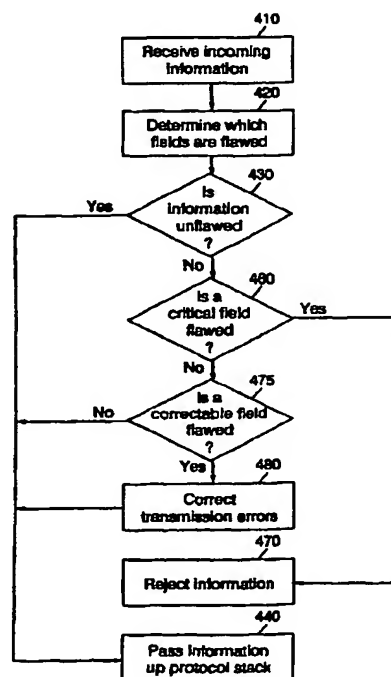 410
Receive incoming
information
420
Determine which
fields are flawed
430
Yes
Is
information
unflawed
?
No
460
Is a
critical field
flawed
?
Yes
No
475
Is a
correctable field
flawed
?
No
Yes
480
Correct
transmission errors
470
Reject information
440
Pass information
up protocol stack